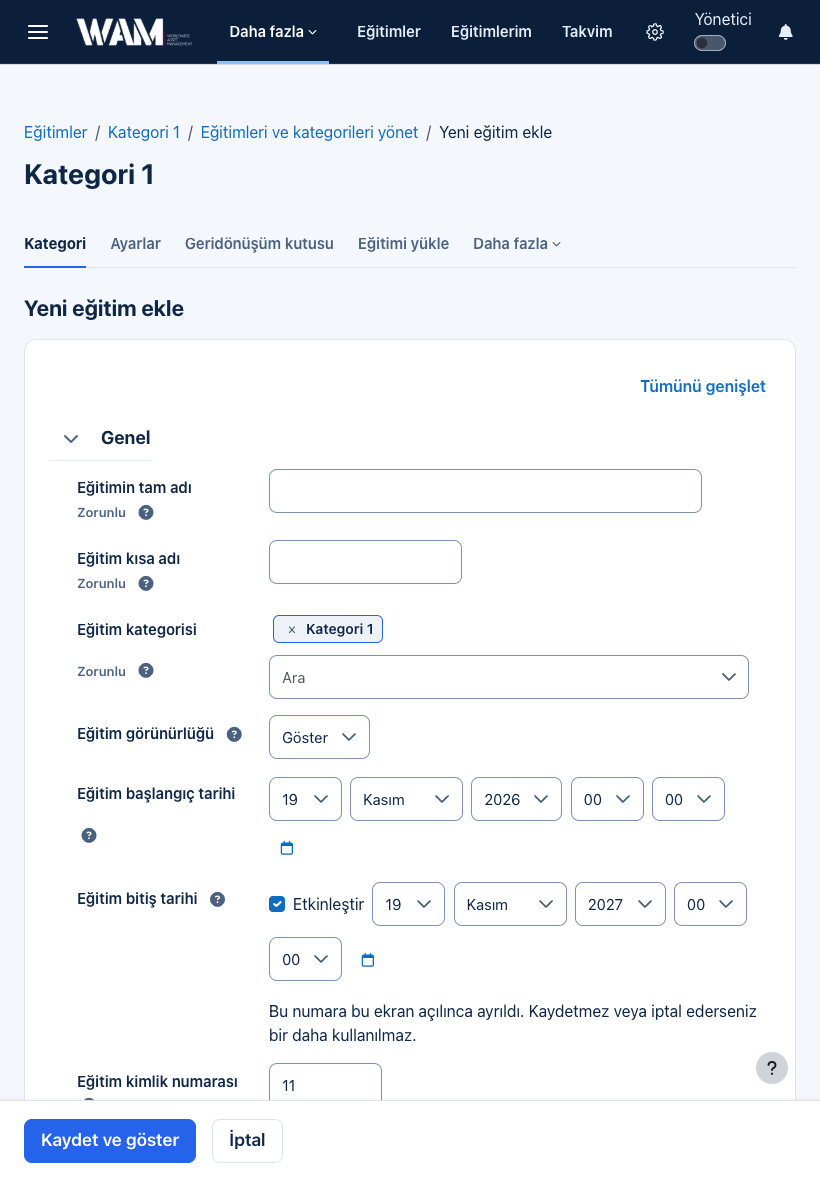 WAM WORLDWIDE ASSET MANAGEMENT
Daha fazla
Eğitimler
Eğitimlerim
Takvim
Yönetici
Eğitimler / Kategori 1 / Eğitimleri ve kategorileri yönet / Yeni eğitim ekle
Kategori 1
Kategori
Ayarlar
Geridönüşüm kutusu
Eğitimi yükle
Daha fazla
Yeni eğitim ekle
Tümünü genişlet
Genel
Eğitimin tam adı
Zorunlu ?
Eğitim kısa adı
Zorunlu ?
Eğitim kategorisi
× Kategori 1
Zorunlu ?
Ara
Eğitim görünürlüğü ?
Göster
Eğitim başlangıç tarihi
?
19 Kasım 2026 00 00
Eğitim bitiş tarihi ?
Etkinleştir 19 Kasım 2027 00
00
Bu numara bu ekran açılınca ayrıldı. Kaydetmez veya iptal ederseniz
bir daha kullanılmaz.
Eğitim kimlik numarası
11
?
Kaydet ve göster
İptal